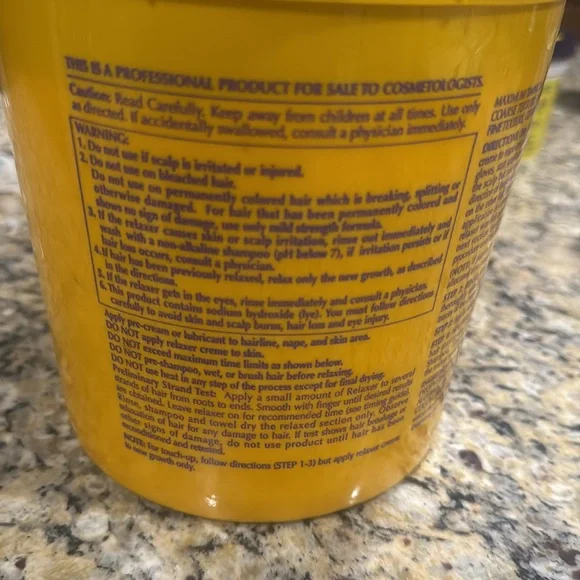 THIS IS A PROFESSIONAL PRODUCT FOR SALE TO COSMETOLOGISTS.
Caution: Read Carefully. Keep away from children at all times. Use only
as directed. If accidentally swallowed, consult a physician immediately.
WARNING:
1. Do not use if scalp is irritated or injured.
2. Do not use on bleached hair.
Do not use on permanently colored hair which is breaking, splitting or
otherwise damaged. For hair that has been permanently colored and
shows no sign of damage, use only mild strength formula.
3. If the relaxer causes skin or scalp irritation, rinse out immediately and
wash with a non-alkaline shampoo (pH below 7), if irritation persists or if
hair loss occurs, consult a physician.
4. If hair has been previously relaxed, relax only the new growth, as described
in the directions.
5. If the relaxer gets in the eyes, rinse immediately and consult a physician.
6. This product contains sodium hydroxide (lye). You must follow directions
carefully to avoid skin and scalp burns, hair loss and eye injury.
Apply pre-cream or lubricant to hairline, nape, and skin area.
DO NOT apply relaxer creme to skin.
DO NOT exceed maximum time limits as shown below.
DO NOT pre-shampoo, wet, or brush hair before relaxing.
DO NOT use heat in any step of the process except for final drying.
Preliminary Strand Test: Apply a small amount of Relaxer to several
strands of hair from roots to ends. Smooth with finger until desired results
are obtained. Leave relaxer on for recommended time (see timing guide).
Rinse, shampoo and towel dry the relaxed section only. Observe
for any damage to hair. If test shows hair breakage or
other signs of damage, do not use product until hair has been
reconditioned and retested.
NOTE: For touch-up, follow directions (STEP 1-3) but apply relaxer creme
to new growth only.
MAXIMUM
COARSE
FINE
DIRECTIONS